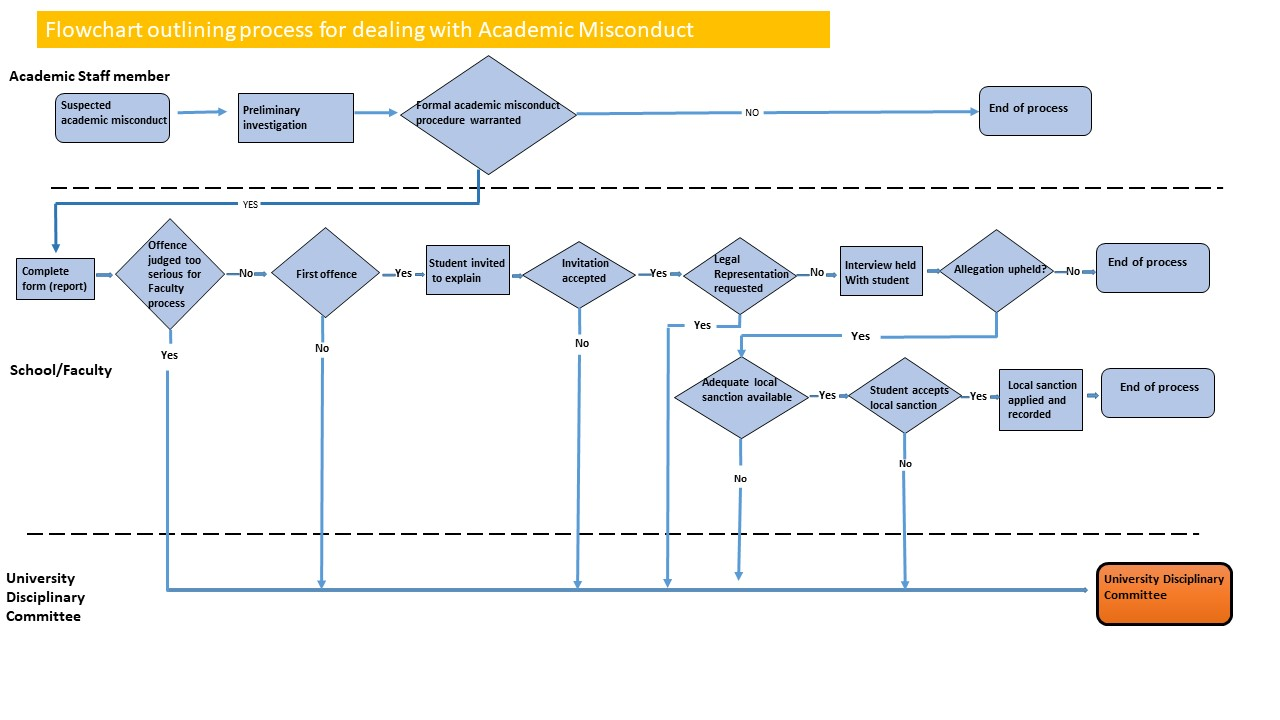 Flowchart outlining process for dealing with Academic Misconduct
Academic Staff member
Suspected
academic misconduct
Preliminary
investigation
Formal academic misconduct
procedure warranted
NO
End of process
YES
Complete
form (report)
Offence
judged too
serious for
Faculty
process
No
First offence
Yes
Student invited
to explain
Invitation
accepted
Yes
Legal
Representation
requested
No
Interview held
With student
Allegation upheld?
No
End of process
Yes
No
No
Yes
Yes
School/Faculty
Adequate local
sanction available
Yes
Student accepts
local sanction
Yes
Local sanction
applied and
recorded
End of process
No
No
University
Disciplinary
Committee
University Disciplinary
Committee